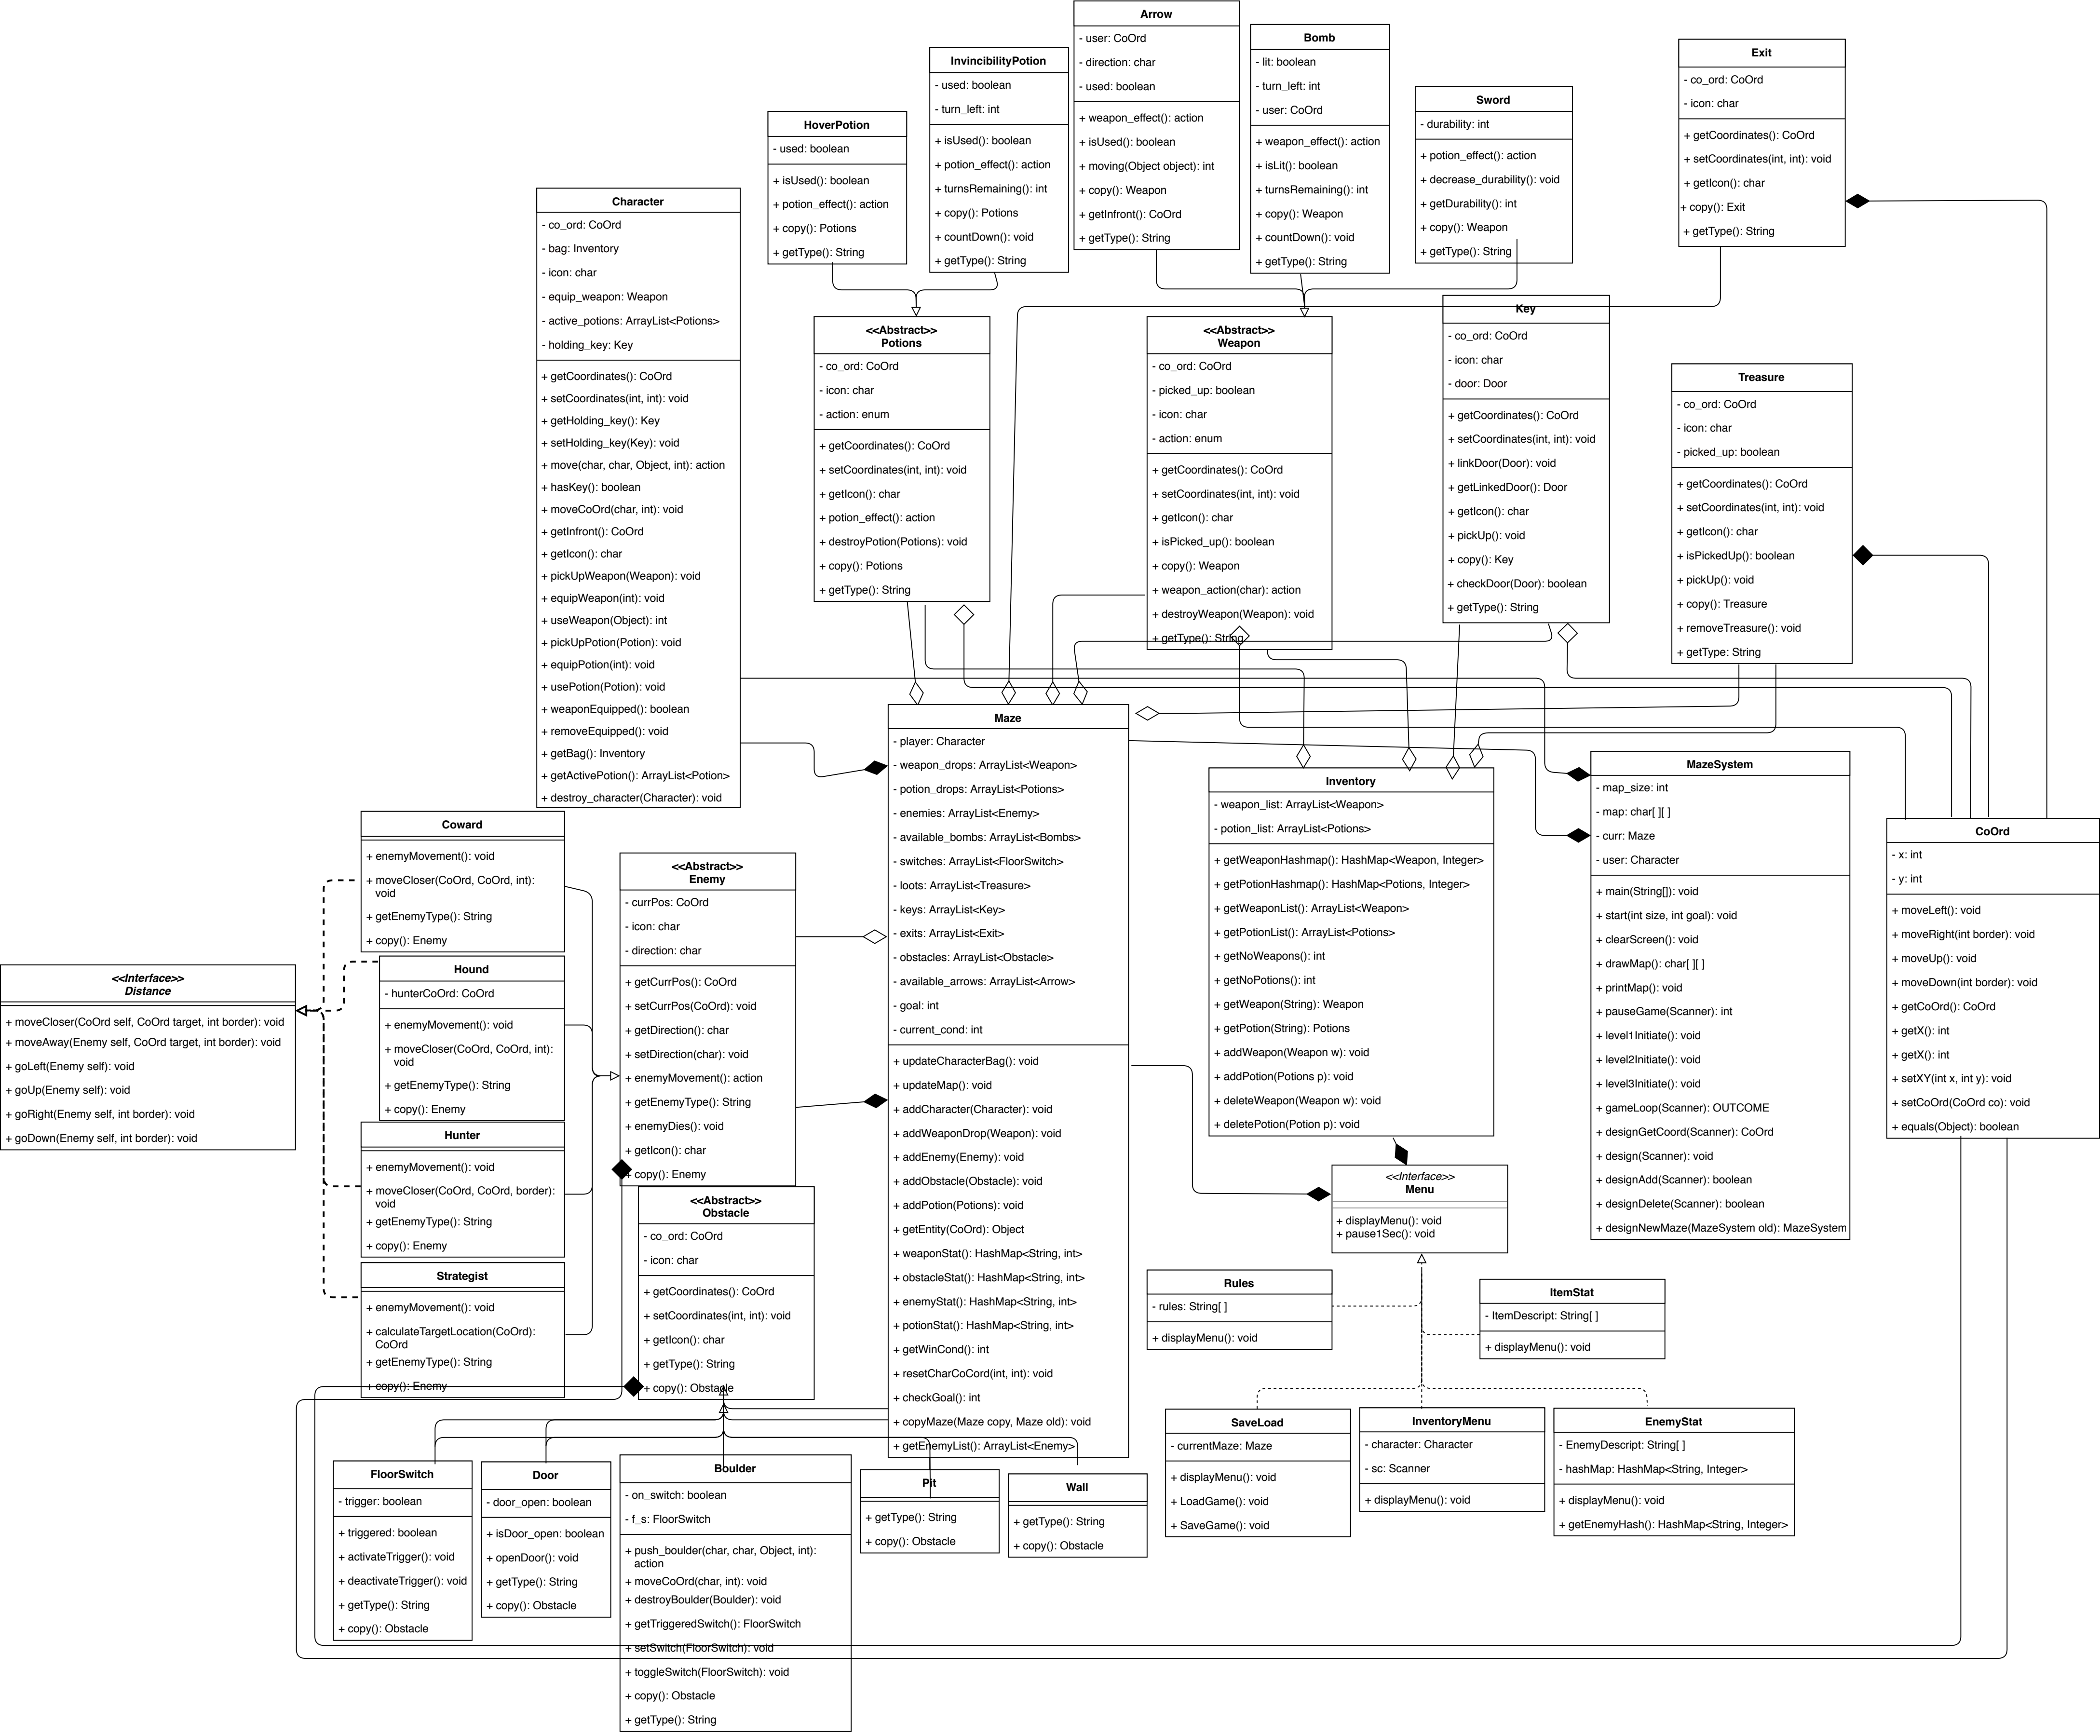 Arrow
- user: CoOrd
- direction: char
- used: boolean
+ weapon_effect(): action
+ isUsed(): boolean
+ moving(Object object): int
+ copy(): Weapon
+ getInfront(): CoOrd
+ getType(): String
Bomb
- lit: boolean
- turn_left: int
- user: CoOrd
+ weapon_effect(): action
+ isLit(): boolean
+ turnsRemaining(): int
+ copy(): Weapon
+ countDown(): void
+ getType(): String
Exit
- co_ord: CoOrd
- icon: char
+ getCoordinates(): CoOrd
+ setCoordinates(int, int): void
+ getIcon(): char
+ copy(): Exit
+ getType(): String
InvincibilityPotion
- used: boolean
- turn_left: int
+ isUsed(): boolean
+ potion_effect(): action
+ turnsRemaining(): int
+ copy(): Potions
+ countDown(): void
+ getType(): String
Sword
- durability: int
+ potion_effect(): action
+ decrease_durability(): void
+ getDurability(): int
+ copy(): Weapon
+ getType(): String
HoverPotion
- used: boolean
+ isUsed(): boolean
+ potion_effect(): action
+ copy(): Potions
+ getType(): String
Character
- co_ord: CoOrd
- bag: Inventory
- icon: char
- equip_weapon: Weapon
- active_potions: ArrayList<Potions>
- holding_key: Key
+ getCoordinates(): CoOrd
+ setCoordinates(int, int): void
+ getHolding_key(): Key
+ setHolding_key(Key): void
+ move(char, char, Object, int): action
+ hasKey(): boolean
+ moveCoOrd(char, int): void
+ getInfront(): CoOrd
+ getIcon(): char
+ pickUpWeapon(Weapon): void
+ equipWeapon(int): void
+ useWeapon(Object): int
+ pickUpPotion(Potion): void
+ equipPotion(int): void
+ usePotion(Potion): void
+ weaponEquipped(): boolean
+ removeEquipped(): void
+ getBag(): Inventory
+ getActivePotion(): ArrayList<Potion>
+ destroy_character(Character): void
<<Abstract>>
Potions
- co_ord: CoOrd
- icon: char
- action: enum
+ getCoordinates(): CoOrd
+ setCoordinates(int, int): void
+ getIcon(): char
+ potion_effect(): action
+ destroyPotion(Potions): void
+ copy(): Potions
+ getType(): String
<<Abstract>>
Weapon
- co_ord: CoOrd
- picked_up: boolean
- icon: char
- action: enum
+ getCoordinates(): CoOrd
+ setCoordinates(int, int): void
+ getIcon(): char
+ isPicked_up(): boolean
+ copy(): Weapon
+ weapon_action(char): action
+ destroyWeapon(Weapon): void
+ getType(): String
Key
- co_ord: CoOrd
- icon: char
- door: Door
+ getCoordinates(): CoOrd
+ setCoordinates(int, int): void
+ linkDoor(Door): void
+ getLinkedDoor(): Door
+ getIcon(): char
+ pickUp(): void
+ copy(): Key
+ checkDoor(Door): boolean
+ getType(): String
Treasure
- co_ord: CoOrd
- icon: char
- picked_up: boolean
+ getCoordinates(): CoOrd
+ setCoordinates(int, int): void
+ getIcon(): char
+ isPickedUp(): boolean
+ pickUp(): void
+ copy(): Treasure
+ removeTreasure(): void
+ getType: String
Maze
- player: Character
- weapon_drops: ArrayList<Weapon>
- potion_drops: ArrayList<Potions>
- enemies: ArrayList<Enemy>
- available_bombs: ArrayList<Bombs>
- switches: ArrayList<FloorSwitch>
- loots: ArrayList<Treasure>
- keys: ArrayList<Key>
- exits: ArrayList<Exit>
- obstacles: ArrayList<Obstacle>
- available_arrows: ArrayList<Arrow>
- goal: int
- current_cond: int
+ updateCharacterBag(): void
+ updateMap(): void
+ addCharacter(Character): void
+ addWeaponDrop(Weapon): void
+ addEnemy(Enemy): void
+ addObstacle(Obstacle): void
+ addPotion(Potions): void
+ getEntity(CoOrd): Object
+ weaponStat(): HashMap<String, int>
+ obstacleStat(): HashMap<String, int>
+ enemyStat(): HashMap<String, int>
+ potionStat(): HashMap<String, int>
+ getWinCond(): int
+ resetCharCoCord(int, int): void
+ checkGoal(): int
+ copyMaze(Maze copy, Maze old): void
+ getEnemyList(): ArrayList<Enemy>
Inventory
- weapon_list: ArrayList<Weapon>
- potion_list: ArrayList<Potions>
+ getWeaponHashmap(): HashMap<Weapon, Integer>
+ getPotionHashmap(): HashMap<Potions, Integer>
+ getWeaponList(): ArrayList<Weapon>
+ getPotionList(): ArrayList<Potions>
+ getNoWeapons(): int
+ getNoPotions(): int
+ getWeapon(String): Weapon
+ getPotion(String): Potions
+ addWeapon(Weapon w): void
+ addPotion(Potions p): void
+ deleteWeapon(Weapon w): void
+ deletePotion(Potion p): void
MazeSystem
- map_size: int
- map: char[ ][ ]
- curr: Maze
- user: Character
+ main(String[]): void
+ start(int size, int goal): void
+ clearScreen(): void
+ drawMap(): char[ ][ ]
+ printMap(): void
+ pauseGame(Scanner): int
+ level1Initiate(): void
+ level2Initiate(): void
+ level3Initiate(): void
+ gameLoop(Scanner): OUTCOME
+ designGetCoord(Scanner): CoOrd
+ design(Scanner): void
+ designAdd(Scanner): boolean
+ designDelete(Scanner): boolean
+ designNewMaze(MazeSystem old): MazeSystem
CoOrd
- x: int
- y: int
+ moveLeft(): void
+ moveRight(int border): void
+ moveUp(): void
+ moveDown(int border): void
+ getCoOrd(): CoOrd
+ getX(): int
+ getX(): int
+ setXY(int x, int y): void
+ setCoOrd(CoOrd co): void
+ equals(Object): boolean
Coward
+ enemyMovement(): void
+ moveCloser(CoOrd, CoOrd, int):
void
+ getEnemyType(): String
+ copy(): Enemy
<<Abstract>>
Enemy
- currPos: CoOrd
- icon: char
- direction: char
+ getCurrPos(): CoOrd
+ setCurrPos(CoOrd): void
+ getDirection(): char
+ setDirection(char): void
+ enemyMovement(): action
+ getEnemyType(): String
+ enemyDies(): void
+ getIcon(): char
+ copy(): Enemy
<<Interface>>
Distance
+ moveCloser(CoOrd self, CoOrd target, int border): void
+ moveAway(Enemy self, CoOrd target, int border): void
+ goLeft(Enemy self): void
+ goUp(Enemy self): void
+ goRight(Enemy self, int border): void
+ goDown(Enemy self, int border): void
Hound
- hunterCoOrd: CoOrd
+ enemyMovement(): void
+ moveCloser(CoOrd, CoOrd, int):
void
+ getEnemyType(): String
+ copy(): Enemy
Hunter
+ enemyMovement(): void
+ moveCloser(CoOrd, CoOrd, border):
void
+ getEnemyType(): String
+ copy(): Enemy
Strategist
+ enemyMovement(): void
+ calculateTargetLocation(CoOrd):
CoOrd
+ getEnemyType(): String
+ copy(): Enemy
<<Abstract>>
Obstacle
- co_ord: CoOrd
- icon: char
+ getCoordinates(): CoOrd
+ setCoordinates(int, int): void
+ getIcon(): char
+ getType(): String
+ copy(): Obstacle
<<Interface>>
Menu
+ displayMenu(): void
+ pause1Sec(): void
Rules
- rules: String[ ]
+ displayMenu(): void
ItemStat
- ItemDescript: String[ ]
+ displayMenu(): void
SaveLoad
- currentMaze: Maze
+ displayMenu(): void
+ LoadGame(): void
+ SaveGame(): void
InventoryMenu
- character: Character
- sc: Scanner
+ displayMenu(): void
EnemyStat
- EnemyDescript: String[ ]
- hashMap: HashMap<String, Integer>
+ displayMenu(): void
+ getEnemyHash(): HashMap<String, Integer>
FloorSwitch
- trigger: boolean
+ triggered: boolean
+ activateTrigger(): void
+ deactivateTrigger(): void
+ getType(): String
+ copy(): Obstacle
Door
- door_open: boolean
+ isDoor_open: boolean
+ openDoor(): void
+ getType(): String
+ copy(): Obstacle
Boulder
- on_switch: boolean
- f_s: FloorSwitch
+ push_boulder(char, char, Object, int):
action
+ moveCoOrd(char, int): void
+ destroyBoulder(Boulder): void
+ getTriggeredSwitch(): FloorSwitch
+ setSwitch(FloorSwitch): void
+ toggleSwitch(FloorSwitch): void
+ copy(): Obstacle
+ getType(): String
Pit
+ getType(): String
+ copy(): Obstacle
Wall
+ getType(): String
+ copy(): Obstacle